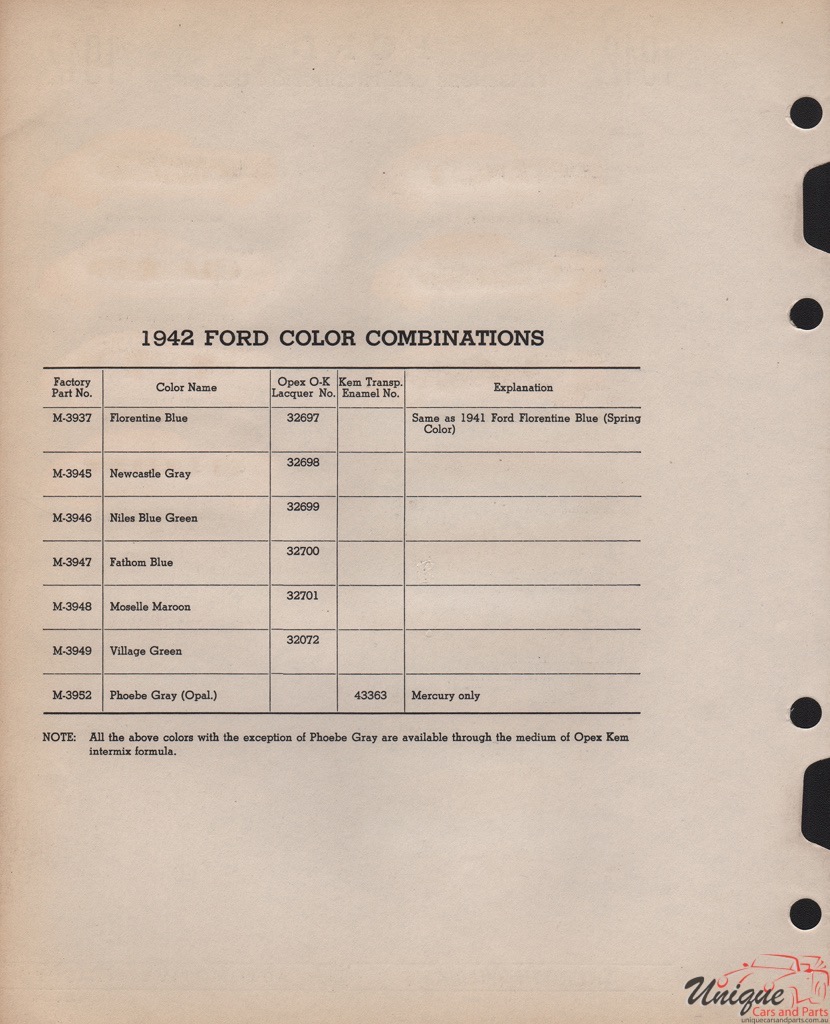 1942 FORD COLOR COMBINATIONS
Factory Part No. Color Name Opex O-K Lacquer No. Kem Transp. Enamel No. Explanation
M-3937 Florentine Blue 32697 Same as 1941 Ford Florentine Blue (Spring
Color)
M-3945 Newcastle Gray 32698
M-3946 Niles Blue Green 32699
M-3947 Fathom Blue 32700
M-3948 Moselle Maroon 32701
M-3949 Village Green 32072
M-3952 Phoebe Gray (Opal.) 43363 Mercury only
NOTE: All the above colors with the exception of Phoebe Gray are available through the medium of Opex Kem
intermix formula.
Unique
Cars and Parts
uniquecarsandparts.com.au